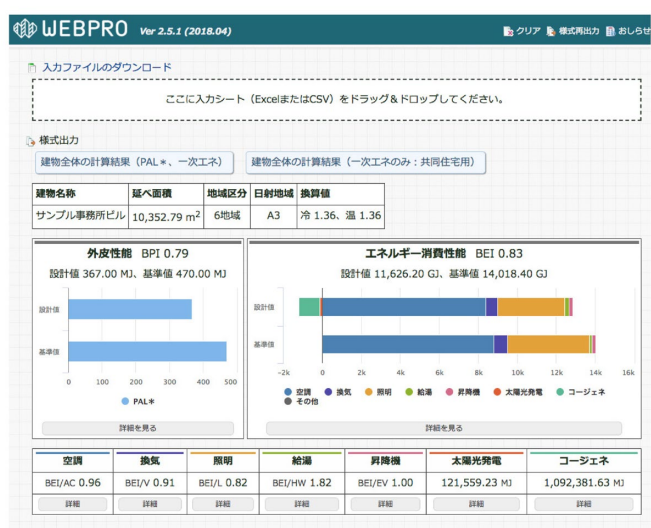 WEBPRO Ver 2.5.1 (2018.04)
クリア 様式再出力 おしらせ
入力ファイルのダウンロード
ここに入力シート（ExcelまたはCSV）をドラッグ＆ドロップしてください。
様式出力
建物全体の計算結果（PAL＊、一次エネ） 建物全体の計算結果（一次エネのみ：共同住宅用）
建物名称 延べ面積 地域区分 日射地域 換算値
サンプル事務所ビル 10,352.79 m² 6地域 A3 冷 1.36、温 1.36
外皮性能 BPI 0.79
設計値 367.00 MJ、基準値 470.00 MJ
設計値
基準値
0 100 200 300 400 500
PAL＊
詳細を見る
エネルギー消費性能 BEI 0.83
設計値 11,626.20 GJ、基準値 14,018.40 GJ
設計値
基準値
-2k 0 2k 4k 6k 8k 10k 12k 14k 16k
空調 換気 照明 給湯 昇降機 太陽光発電 コージェネ
その他
詳細を見る
空調 換気 照明 給湯 昇降機 太陽光発電 コージェネ
BEI/AC 0.96 BEI/V 0.91 BEI/L 0.82 BEI/HW 1.82 BEI/EV 1.00 121,559.23 MJ 1,092,381.63 MJ
詳細 詳細 詳細 詳細 詳細 詳細 詳細